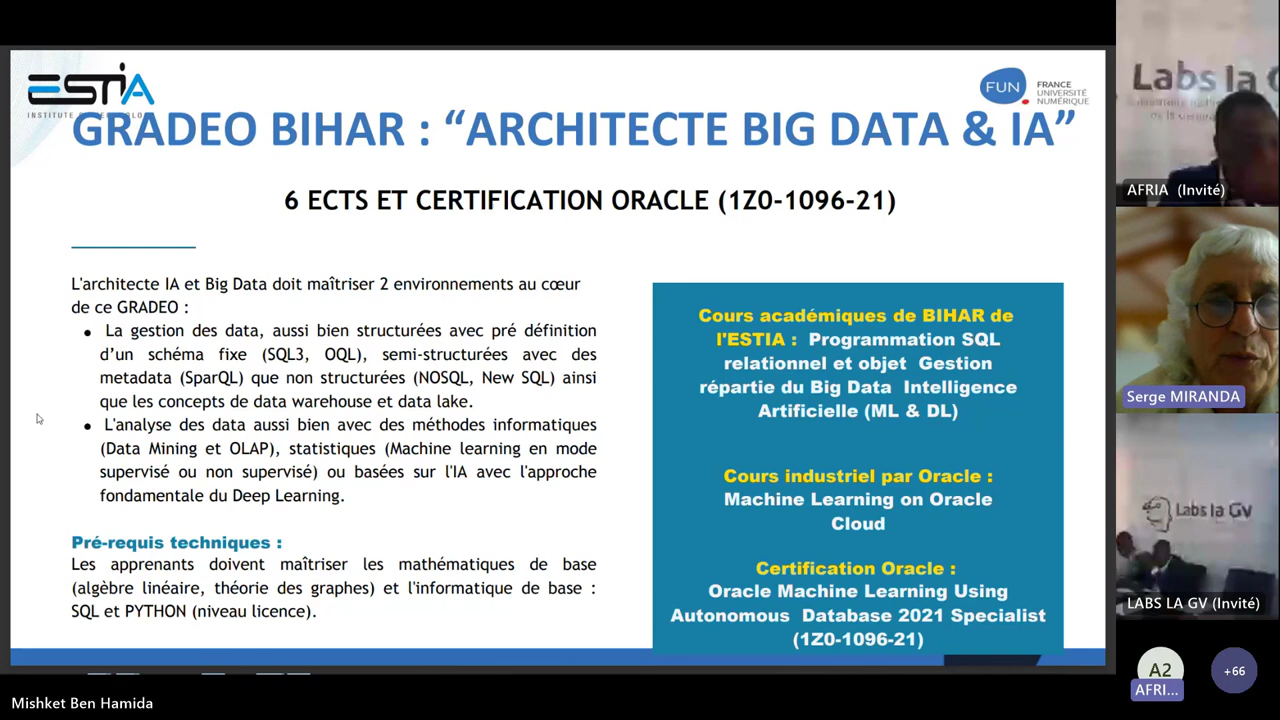 ESTIA
INSTITUTE OF TECHNOLOGY
FUN
FRANCE
UNIVERSITÉ
NUMÉRIQUE
GRADEO BIHAR : “ARCHITECTE BIG DATA & IA”
6 ECTS ET CERTIFICATION ORACLE (1Z0-1096-21)
L'architecte IA et Big Data doit maîtriser 2 environnements au cœur
de ce GRADEO :
● La gestion des data, aussi bien structurées avec pré définition
d’un schéma fixe (SQL3, OQL), semi-structurées avec des
metadata (SparQL) que non structurées (NOSQL, New SQL) ainsi
que les concepts de data warehouse et data lake.
● L'analyse des data aussi bien avec des méthodes informatiques
(Data Mining et OLAP), statistiques (Machine learning en mode
supervisé ou non supervisé) ou basées sur l'IA avec l'approche
fondamentale du Deep Learning.
Pré-requis techniques :
Les apprenants doivent maîtriser les mathématiques de base
(algèbre linéaire, théorie des graphes) et l'informatique de base :
SQL et PYTHON (niveau licence).
Cours académiques de BIHAR de
l'ESTIA : Programmation SQL
relationnel et objet Gestion
répartie du Big Data Intelligence
Artificielle (ML & DL)
Cours industriel par Oracle :
Machine Learning on Oracle
Cloud
Certification Oracle :
Oracle Machine Learning Using
Autonomous Database 2021 Specialist
(1Z0-1096-21)
Labs la G
AFRIA (Invité)
Serge MIRANDA
Labs la GV
LABS LA GV (Invité)
A2
AFRI...
+66
Mishket Ben Hamida